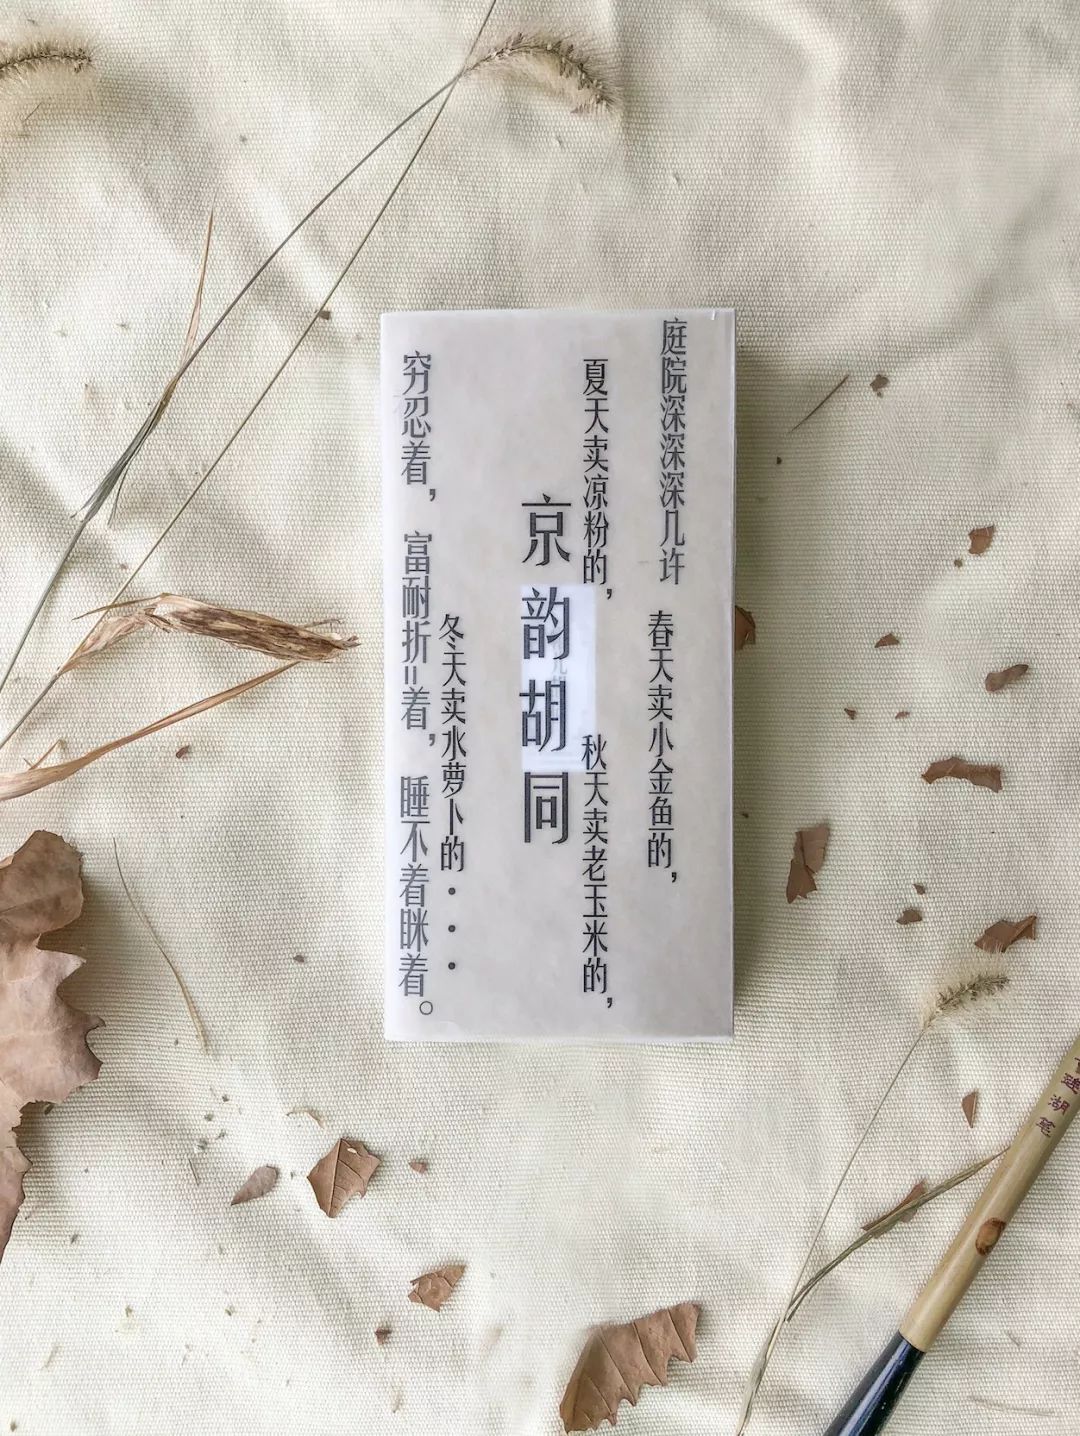 庭院深深深几许
春天卖小金鱼的，
夏天卖凉粉的，
秋天卖老玉米的，
京韵胡同
冬天卖水萝卜的・・・
穷忍着，富耐折=着，睡不着眯着。
湖笔